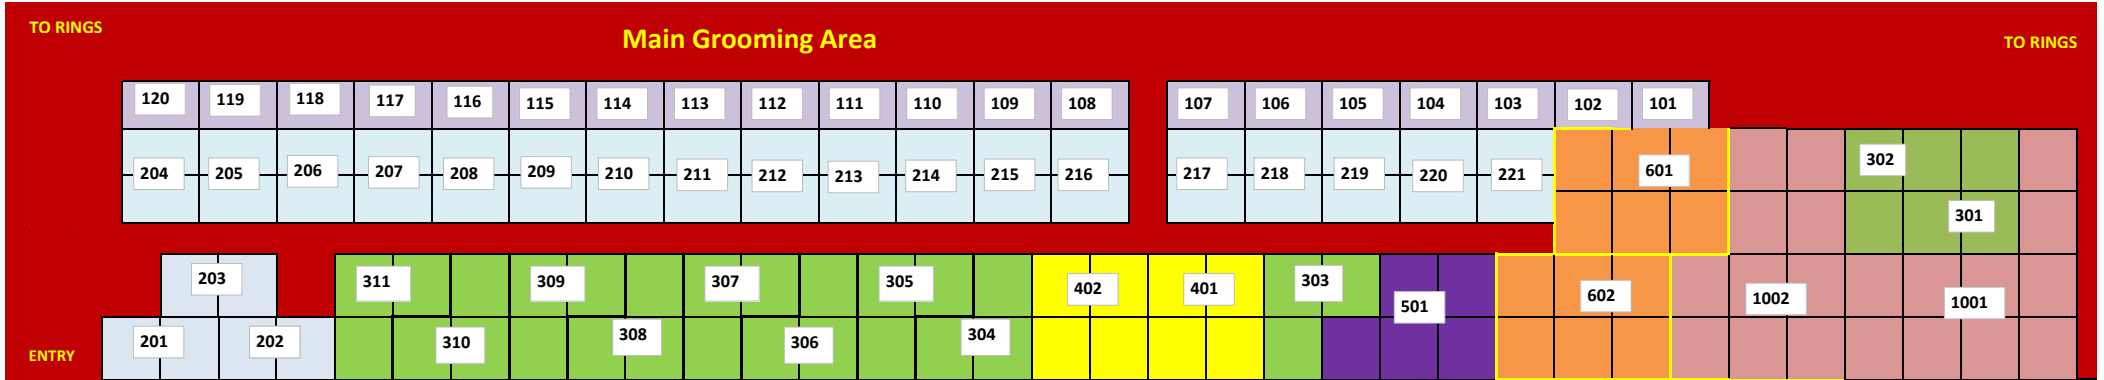 TO RINGS
Main Grooming Area
TO RINGS
120 119 118 117 116 115 114 113 112 111 110 109 108 107 106 105 104 103 102 101
204 205 206 207 208 209 210 211 212 213 214 215 216 217 218 219 220 221 601 302
301
203 311 309 307 305 402 401 303 501 602 1002 1001
201 202 310 308 306 304
ENTRY